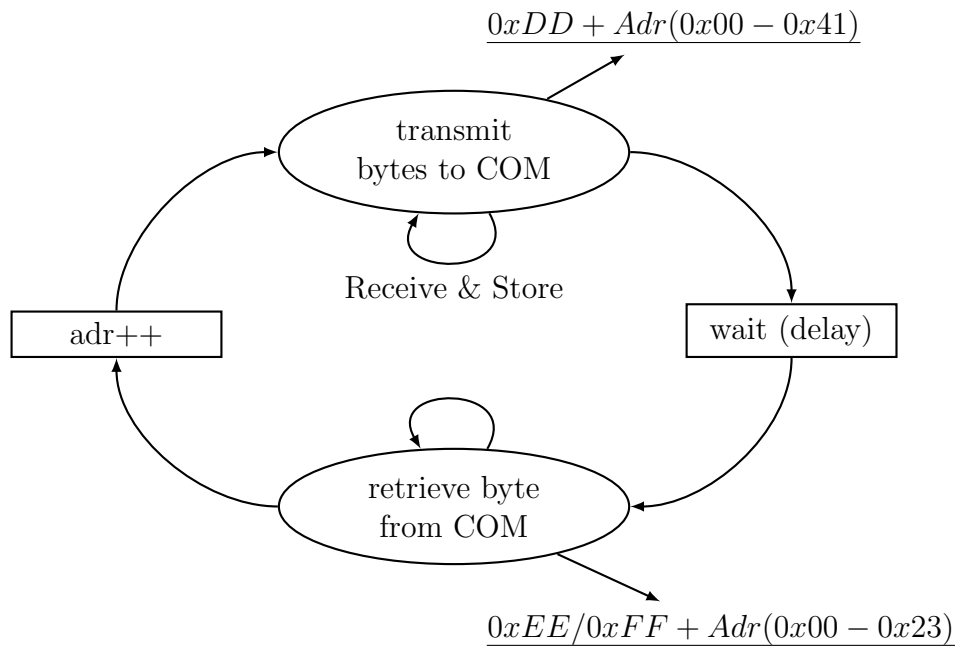 0xDD + Adr(0x00 − 0x41)
transmit
bytes to COM
Receive & Store
adr++
wait (delay)
retrieve byte
from COM
0xEE/0xFF + Adr(0x00 − 0x23)